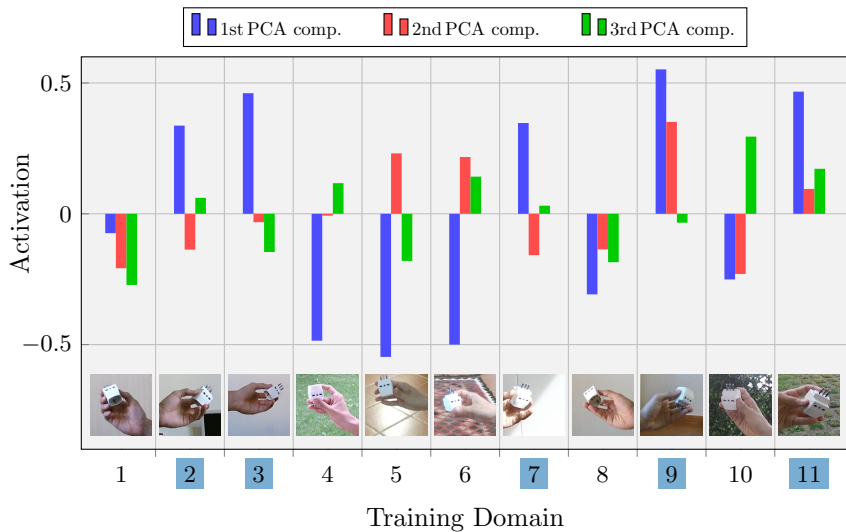 1st PCA comp. 2nd PCA comp. 3rd PCA comp.
Activation
0.5
0
−0.5
1 2 3 4 5 6 7 8 9 10 11
Training Domain